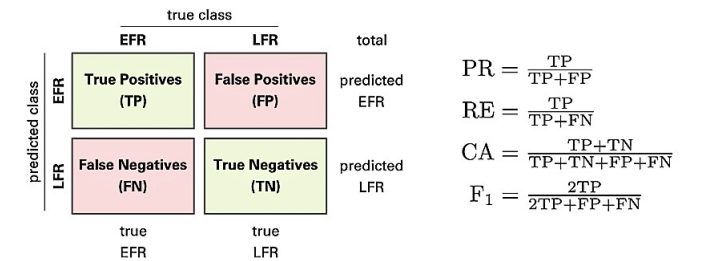 true class
EFR LFR total
predicted class
EFR
True Positives
(TP)
False Positives
(FP)
predicted
EFR
LFR
False Negatives
(FN)
True Negatives
(TN)
predicted
LFR
true
EFR
true
LFR
PR = TP / TP+FP
RE = TP / TP+FN
CA = TP+TN / TP+TN+FP+FN
F₁ = 2TP / 2TP+FP+FN